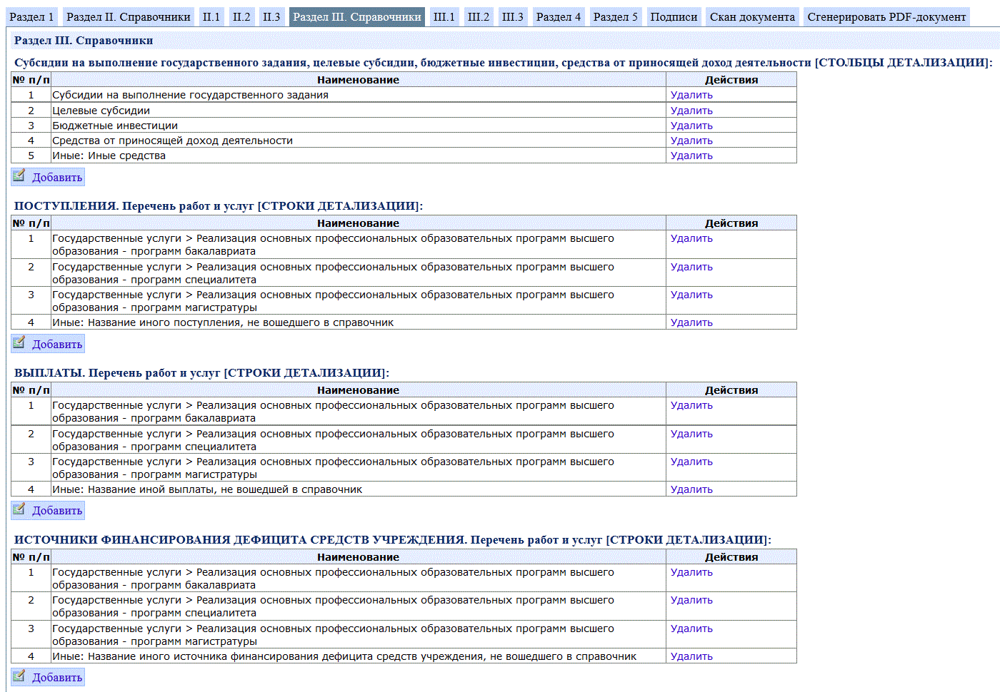 Раздел 1 Раздел II. Справочники II.1 II.2 II.3 Раздел III. Справочники III.1 III.2 III.3 Раздел 4 Раздел 5 Подписи Скан документа Сгенерировать PDF-документ
Раздел III. Справочники
Субсидии на выполнение государственного задания, целевые субсидии, бюджетные инвестиции, средства от приносящей доход деятельности [СТОЛБЦЫ ДЕТАЛИЗАЦИИ]:
№ п/п Наименование Действия
1 Субсидии на выполнение государственного задания Удалить
2 Целевые субсидии Удалить
3 Бюджетные инвестиции Удалить
4 Средства от приносящей доход деятельности Удалить
5 Иные: Иные средства Удалить
Добавить
ПОСТУПЛЕНИЯ. Перечень работ и услуг [СТРОКИ ДЕТАЛИЗАЦИИ]:
№ п/п Наименование Действия
1 Государственные услуги > Реализация основных профессиональных образовательных программ высшего Удалить
образования - программ бакалавриата
2 Государственные услуги > Реализация основных профессиональных образовательных программ высшего Удалить
образования - программ специалитета
3 Государственные услуги > Реализация основных профессиональных образовательных программ высшего Удалить
образования - программ магистратуры
4 Иные: Название иного поступления, не вошедшего в справочник Удалить
Добавить
ВЫПЛАТЫ. Перечень работ и услуг [СТРОКИ ДЕТАЛИЗАЦИИ]:
№ п/п Наименование Действия
1 Государственные услуги > Реализация основных профессиональных образовательных программ высшего Удалить
образования - программ бакалавриата
2 Государственные услуги > Реализация основных профессиональных образовательных программ высшего Удалить
образования - программ специалитета
3 Государственные услуги > Реализация основных профессиональных образовательных программ высшего Удалить
образования - программ магистратуры
4 Иные: Название иной выплаты, не вошедшей в справочник Удалить
Добавить
ИСТОЧНИКИ ФИНАНСИРОВАНИЯ ДЕФИЦИТА СРЕДСТВ УЧРЕЖДЕНИЯ. Перечень работ и услуг [СТРОКИ ДЕТАЛИЗАЦИИ]:
№ п/п Наименование Действия
1 Государственные услуги > Реализация основных профессиональных образовательных программ высшего Удалить
образования - программ бакалавриата
2 Государственные услуги > Реализация основных профессиональных образовательных программ высшего Удалить
образования - программ специалитета
3 Государственные услуги > Реализация основных профессиональных образовательных программ высшего Удалить
образования - программ магистратуры
4 Иные: Название иного источника финансирования дефицита средств учреждения, не вошедшего в справочник Удалить
Добавить